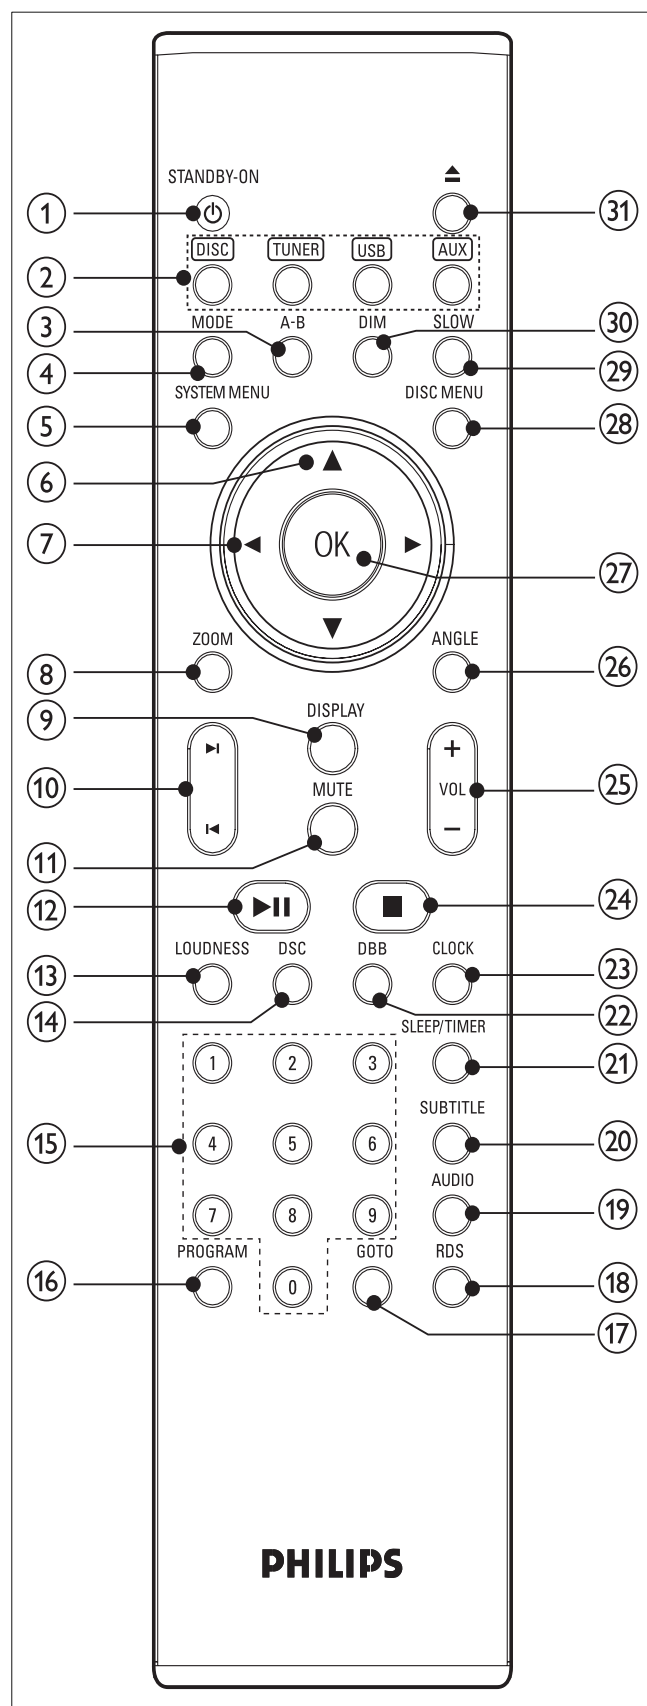 STANDBY-ON
1 31
DISC TUNER USB AUX
2
3 MODE A-B DIM SLOW 30
4 29
SYSTEM MENU DISC MENU
5 28
6
7 OK 27
ZOOM ANGLE
8 26
9 DISPLAY
10 MUTE + VOL − 25
11
12 24
LOUDNESS DSC DBB CLOCK
13 23
14 22
SLEEP/TIMER
1 2 3 21
SUBTITLE
15 4 5 6 20
AUDIO
7 8 9 19
PROGRAM GOTO RDS
16 0 18
17
PHILIPS